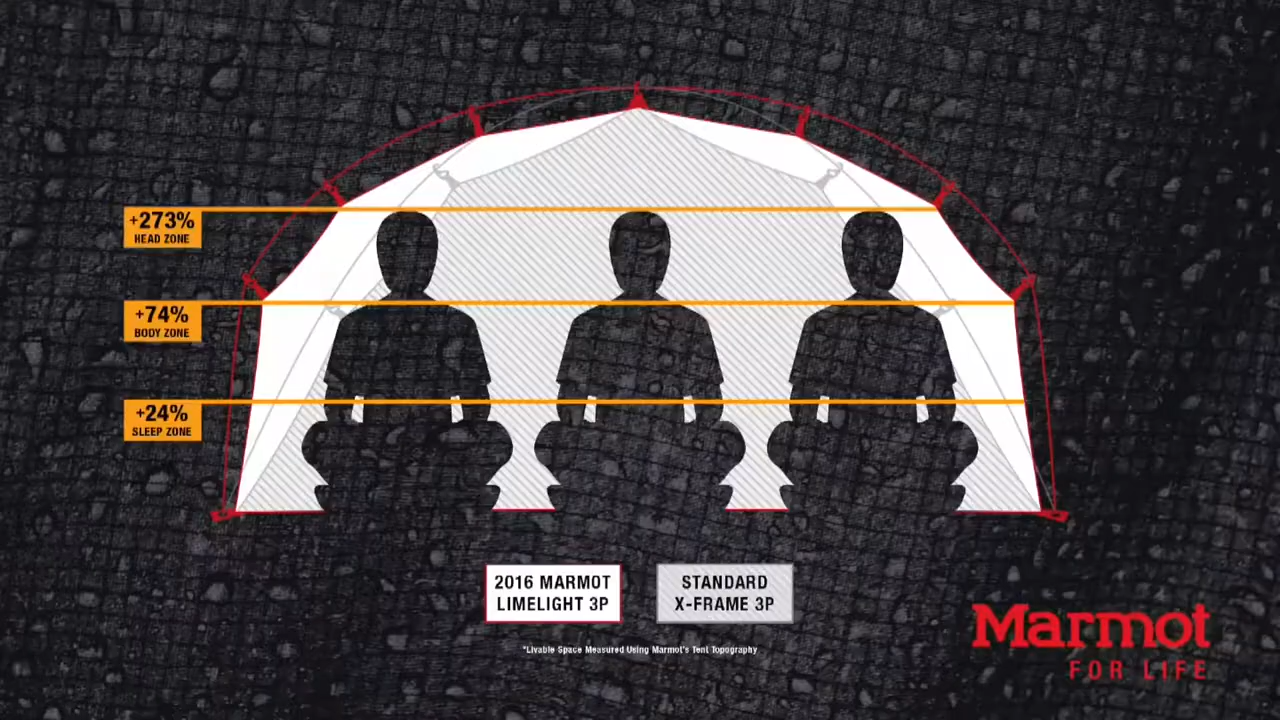 +273%
HEAD ZONE
+74%
BODY ZONE
+24%
SLEEP ZONE
2016 MARMOT
LIMELIGHT 3P
STANDARD
X-FRAME 3P
*Livable Space Measured Using Marmot's Tent Topography
Marmot
FOR LIFE